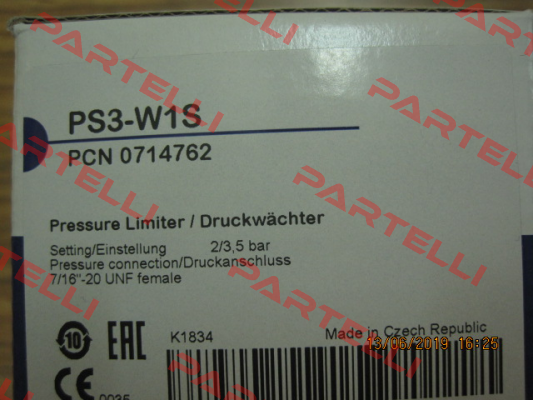 PS3-W1S
PCN 0714762
Pressure Limiter / Druckwächter
Setting/Einstellung 2/3,5 bar
Pressure connection/Druckanschluss
7/16"-20 UNF female
10
EAC
K1834
Made in Czech Republic
13/06/2019 16:25
CE
0035
PARTELLI
PARTELLI
PARTELLI
PARTELLI
PARTELLI